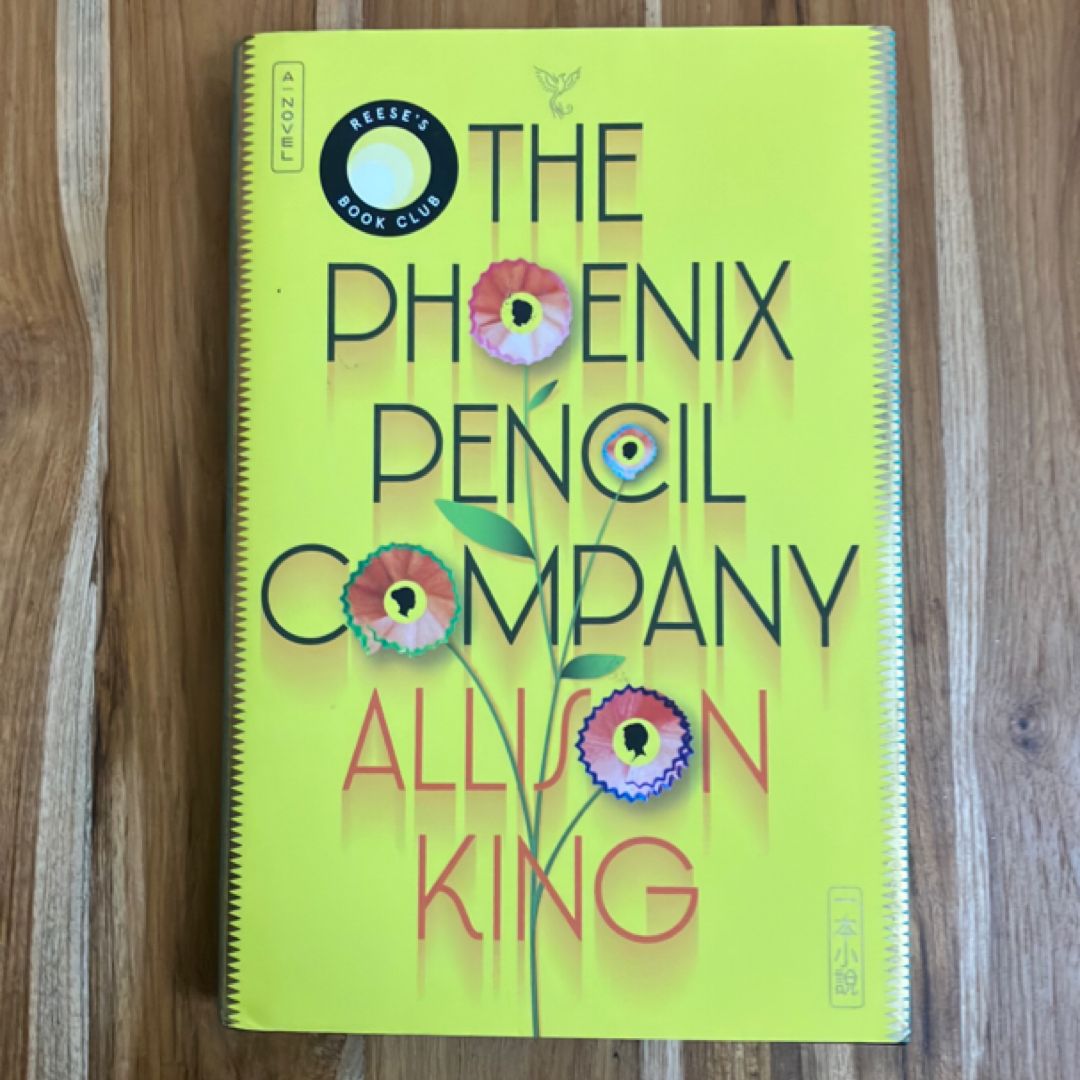 A NOVEL
REESE'S
BOOK CLUB
THE
PHOENIX
PENCIL
COMPANY
ALLISON
KING
一本小說